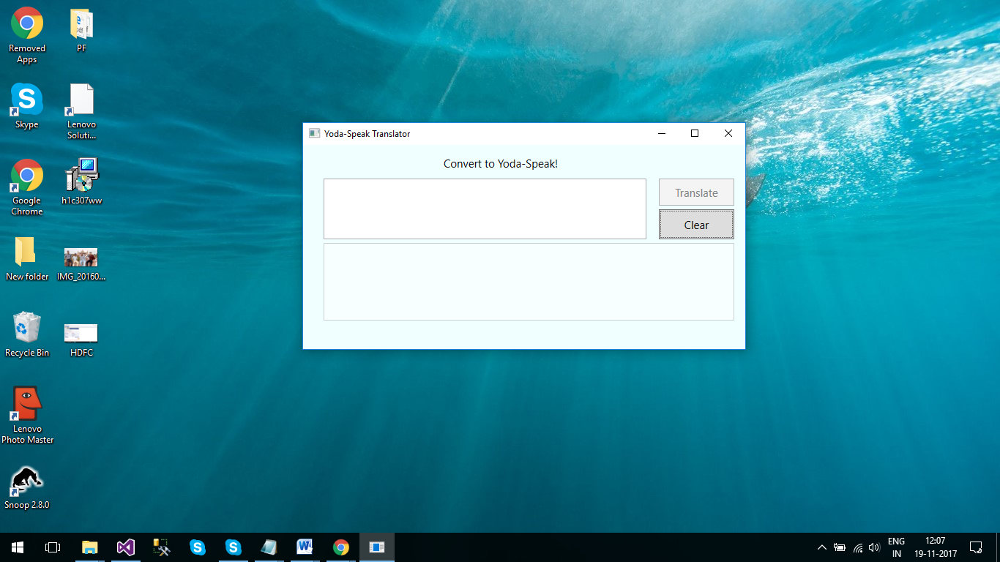 Removed
Apps
PF
Skype
Lenovo
Soluti...
Google
Chrome
h1c307ww
New folder
IMG_20160...
Recycle Bin
HDFC
Lenovo
Photo Master
Snoop 2.8.0
Yoda-Speak Translator
Convert to Yoda-Speak!
Translate
Clear
ENG
IN
12:07
19-11-2017